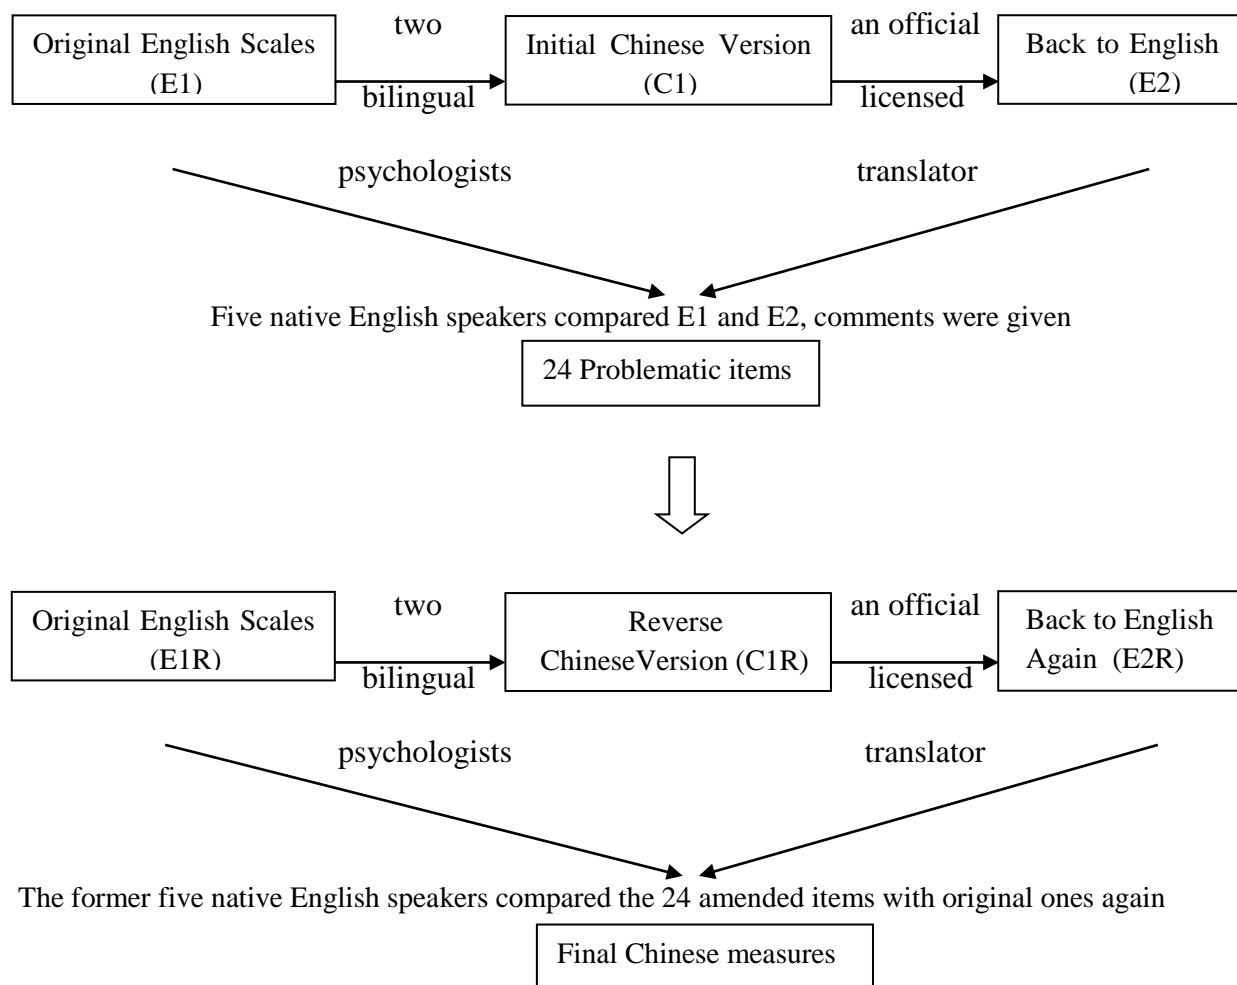 two
an official
Original English Scales
(E1)
Initial Chinese Version
(C1)
Back to English
(E2)
bilingual
licensed
psychologists
translator
Five native English speakers compared E1 and E2, comments were given
24 Problematic items
two
an official
Original English Scales
(E1R)
Reverse
ChineseVersion (C1R)
Back to English
Again (E2R)
bilingual
licensed
psychologists
translator
The former five native English speakers compared the 24 amended items with original ones again
Final Chinese measures